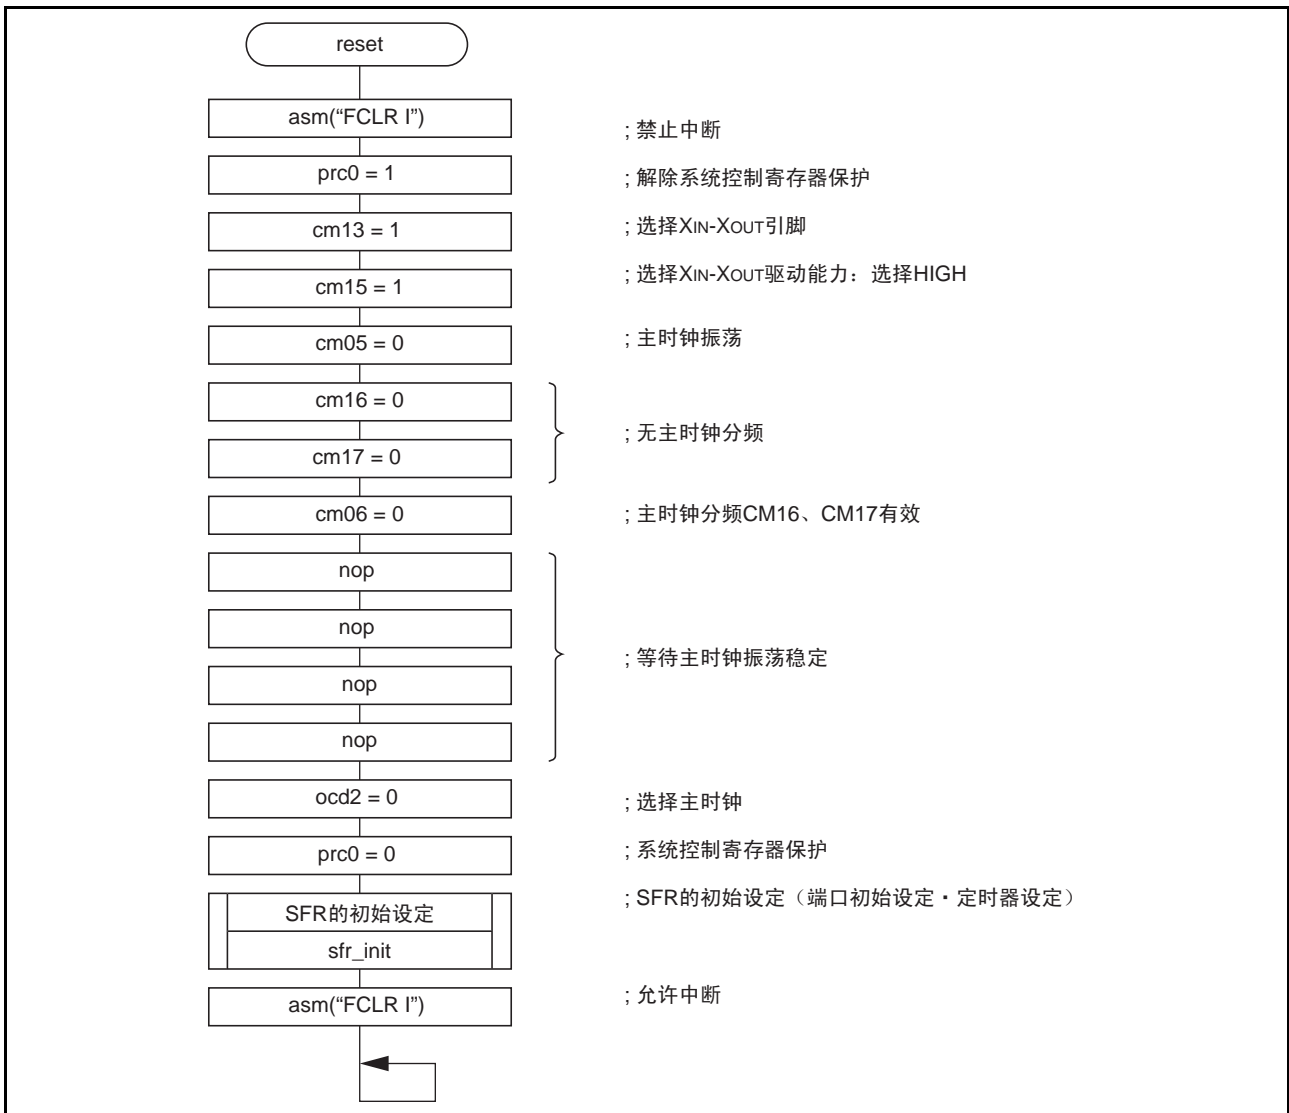 reset
asm(“FCLR I”)
; 禁止中断
prc0 = 1
; 解除系统控制寄存器保护
cm13 = 1
; 选择XIN-XOUT引脚
cm15 = 1
; 选择XIN-XOUT驱动能力：选择HIGH
cm05 = 0
; 主时钟振荡
cm16 = 0
cm17 = 0
; 无主时钟分频
cm06 = 0
; 主时钟分频CM16、CM17有效
nop
nop
nop
nop
; 等待主时钟振荡稳定
ocd2 = 0
; 选择主时钟
prc0 = 0
; 系统控制寄存器保护
SFR的初始设定
sfr_init
; SFR的初始设定（端口初始设定・定时器设定）
asm(“FCLR I”)
; 允许中断